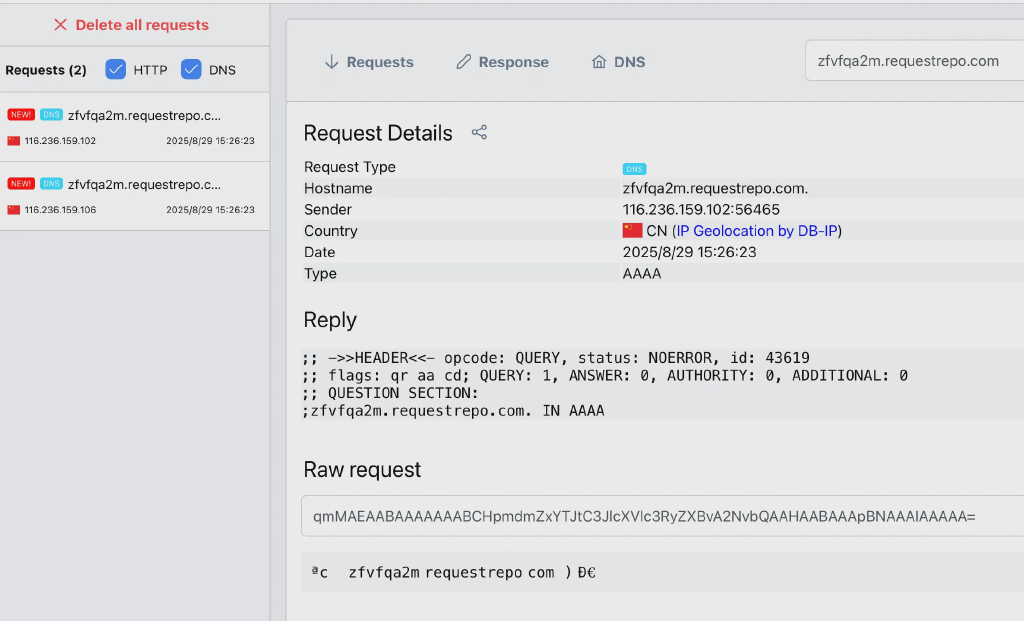 Delete all requests
Requests (2) HTTP DNS
NEW! DNS zfvfqa2m.requestrepo.c...
116.236.159.102 2025/8/29 15:26:23
NEW! DNS zfvfqa2m.requestrepo.c...
116.236.159.106 2025/8/29 15:26:23
Requests Response DNS zfvfqa2m.requestrepo.com
Request Details
Request Type DNS
Hostname zfvfqa2m.requestrepo.com.
Sender 116.236.159.102:56465
Country CN (IP Geolocation by DB-IP)
Date 2025/8/29 15:26:23
Type AAAA
Reply
;; —>>HEADER<<— opcode: QUERY, status: NOERROR, id: 43619
;; flags: qr aa cd; QUERY: 1, ANSWER: 0, AUTHORITY: 0, ADDITIONAL: 0
;; QUESTION SECTION:
;zfvfqa2m.requestrepo.com. IN AAAA
Raw request
qmMAEAABAAAAAAABCHpmdmZxYTJtC3JlcXVlc3RyZXBvA2NvbQAAHAABAAApBNAAAIAAAAA=
ªc zfvfqa2m requestrepo com ) Ð€